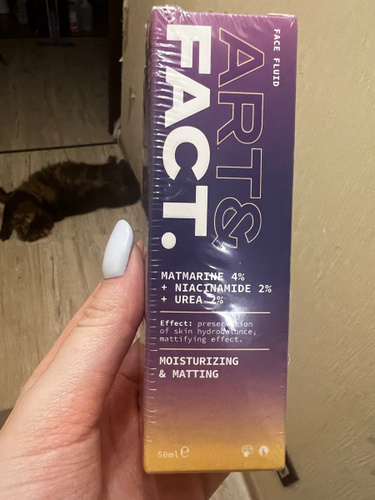 FACE FLUID
ART&
FACT.
MATMARINE 4%
+ NIACINAMIDE 2%
+ UREA 2%
Effect: preservation
of skin hydrobalance,
mattifying effect.
MOISTURIZING
& MATTING
50ml e